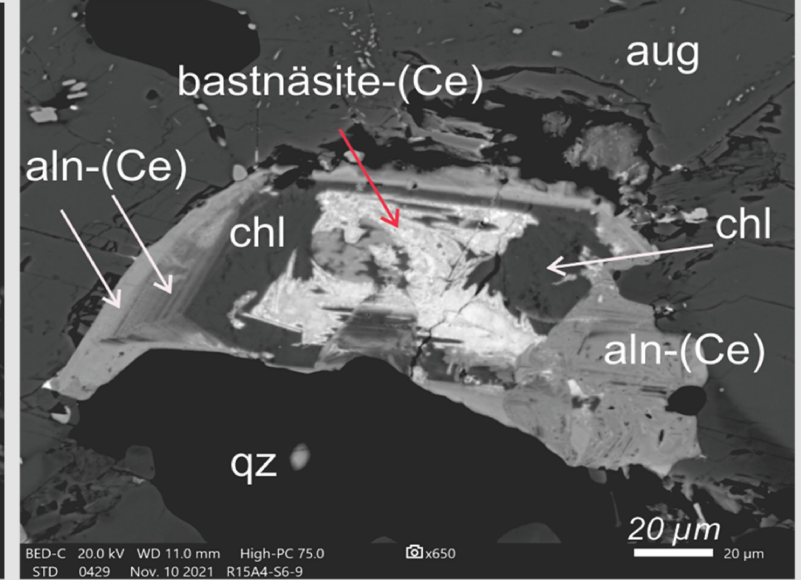 aug
bastnäsite-(Ce)
aln-(Ce)
chl
chl
aln-(Ce)
qz
20 μm
BED-C 20.0 kV WD 11.0 mm High-PC 75.0 x650 20 μm
STD 0429 Nov. 10 2021 R15A4-S6-9